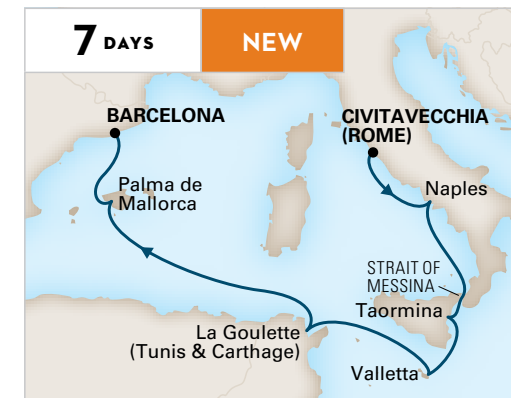 7 DAYS
NEW
BARCELONA
CIVITAVECCHIA
(ROME)
Palma de
Mallorca
Naples
STRAIT OF
MESSINA
Taormina
La Goulette
(Tunis & Carthage)
Valletta